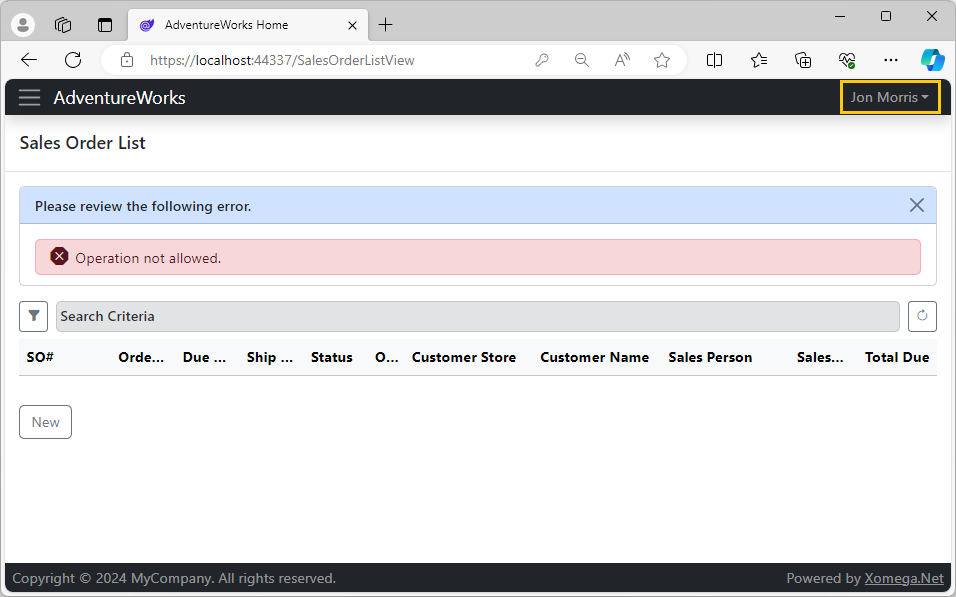 AdventureWorks Home
https://localhost:44337/SalesOrderListView
AdventureWorks
Jon Morris
Sales Order List
Please review the following error.
Operation not allowed.
Search Criteria
SO# Orde... Due ... Ship ... Status O... Customer Store Customer Name Sales Person Sales... Total Due
New
Copyright © 2024 MyCompany. All rights reserved. Powered by Xomega.Net